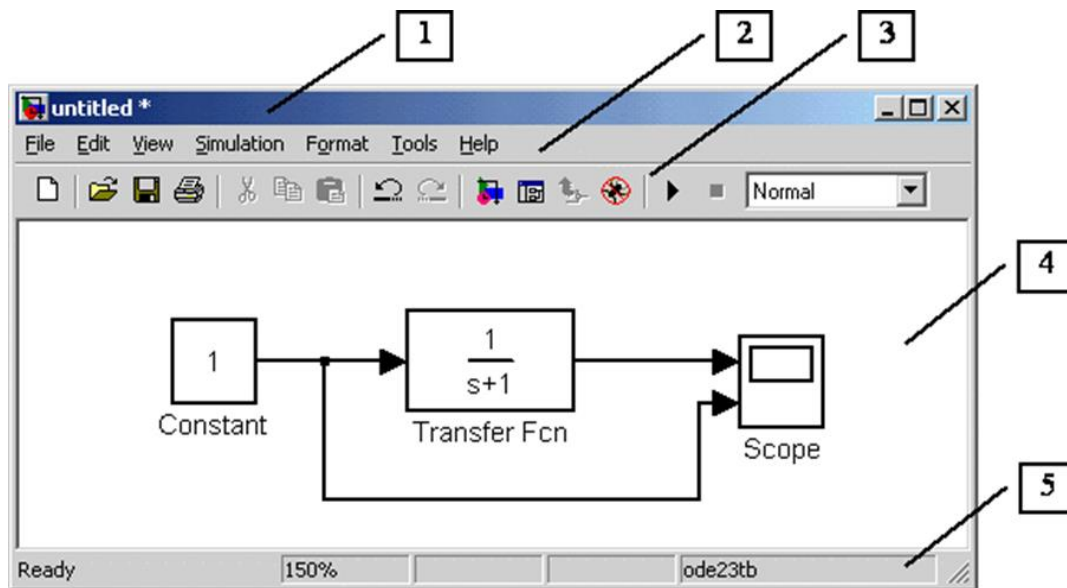 1 2 3
untitled *
File Edit View Simulation Format Tools Help
Normal
4
1
1
s+1
Constant
Transfer Fcn
Scope
5
Ready 150% ode23tb